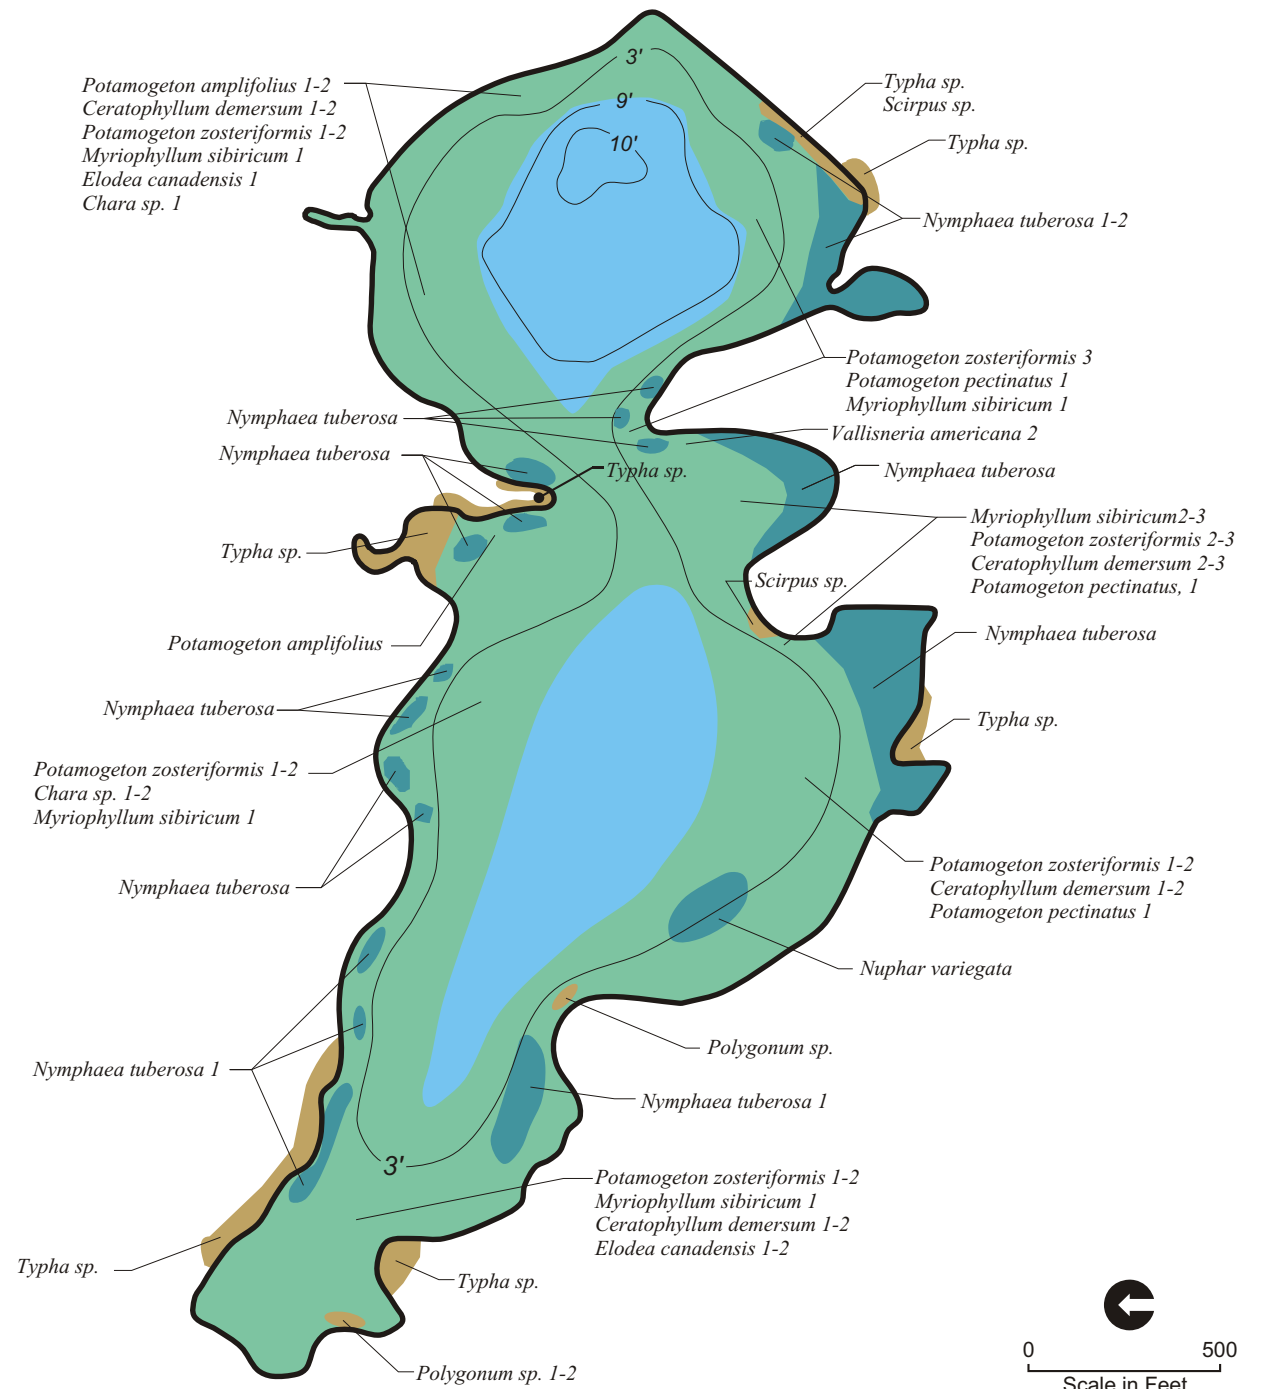 3'
9'
10'
Potamogeton amplifolius 1-2
Ceratophyllum demersum 1-2
Potamogeton zosteriformis 1-2
Myriophyllum sibiricum 1
Elodea canadensis 1
Chara sp. 1
Typha sp.
Scirpus sp.
Typha sp.
Nymphaea tuberosa 1-2
Potamogeton zosteriformis 3
Potamogeton pectinatus 1
Myriophyllum sibiricum 1
Nymphaea tuberosa
Vallisneria americana 2
Nymphaea tuberosa
Typha sp.
Nymphaea tuberosa
Myriophyllum sibiricum2-3
Potamogeton zosteriformis 2-3
Ceratophyllum demersum 2-3
Potamogeton pectinatus, 1
Typha sp.
Scirpus sp.
Nymphaea tuberosa
Potamogeton amplifolius
Nymphaea tuberosa
Typha sp.
Potamogeton zosteriformis 1-2
Chara sp. 1-2
Myriophyllum sibiricum 1
Nymphaea tuberosa
Potamogeton zosteriformis 1-2
Ceratophyllum demersum 1-2
Potamogeton pectinatus 1
Nuphar variegata
Polygonum sp.
Nymphaea tuberosa 1
Nymphaea tuberosa 1
3'
Potamogeton zosteriformis 1-2
Myriophyllum sibiricum 1
Ceratophyllum demersum 1-2
Elodea canadensis 1-2
Typha sp.
Typha sp.
Polygonum sp. 1-2
0 500
Scale in Feet